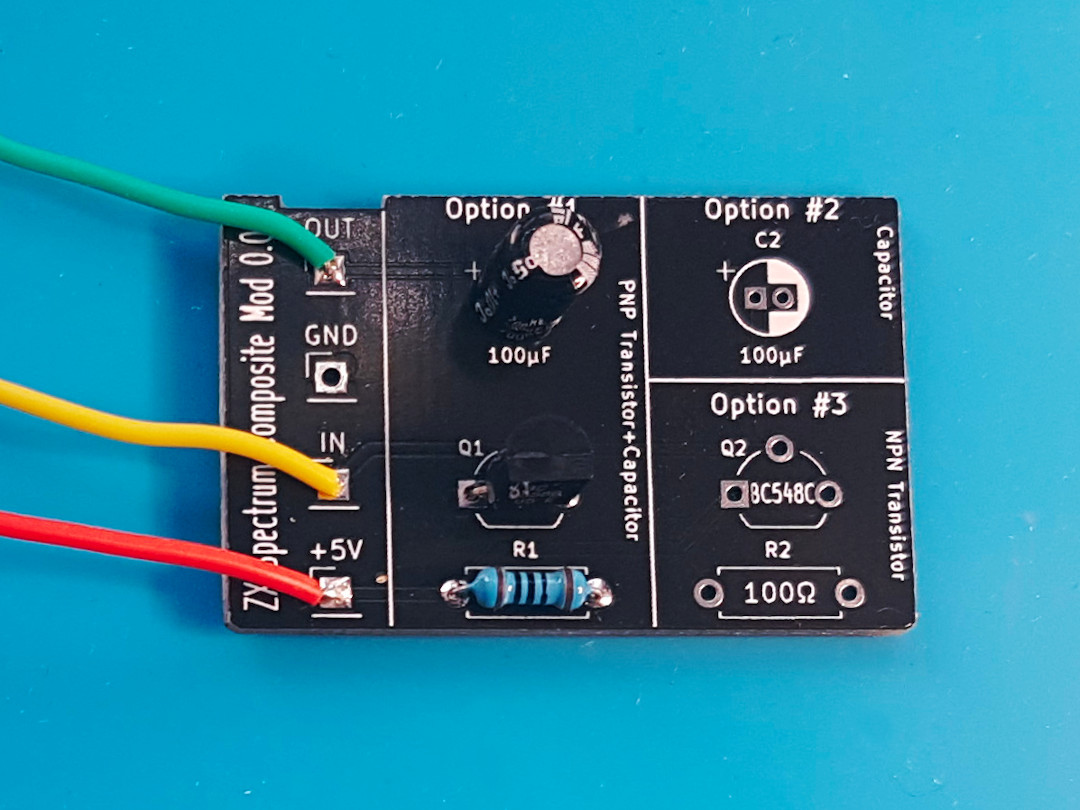 ZX Spectrum Composite Mod 0.0
OUT
GND
IN
+5V
Option #1
+
100µF
PNP Transistor+Capacitor
Q1
R1
Option #2
C2
+
100µF
Capacitor
Option #3
Q2
BC548C
NPN Transistor
R2
100Ω